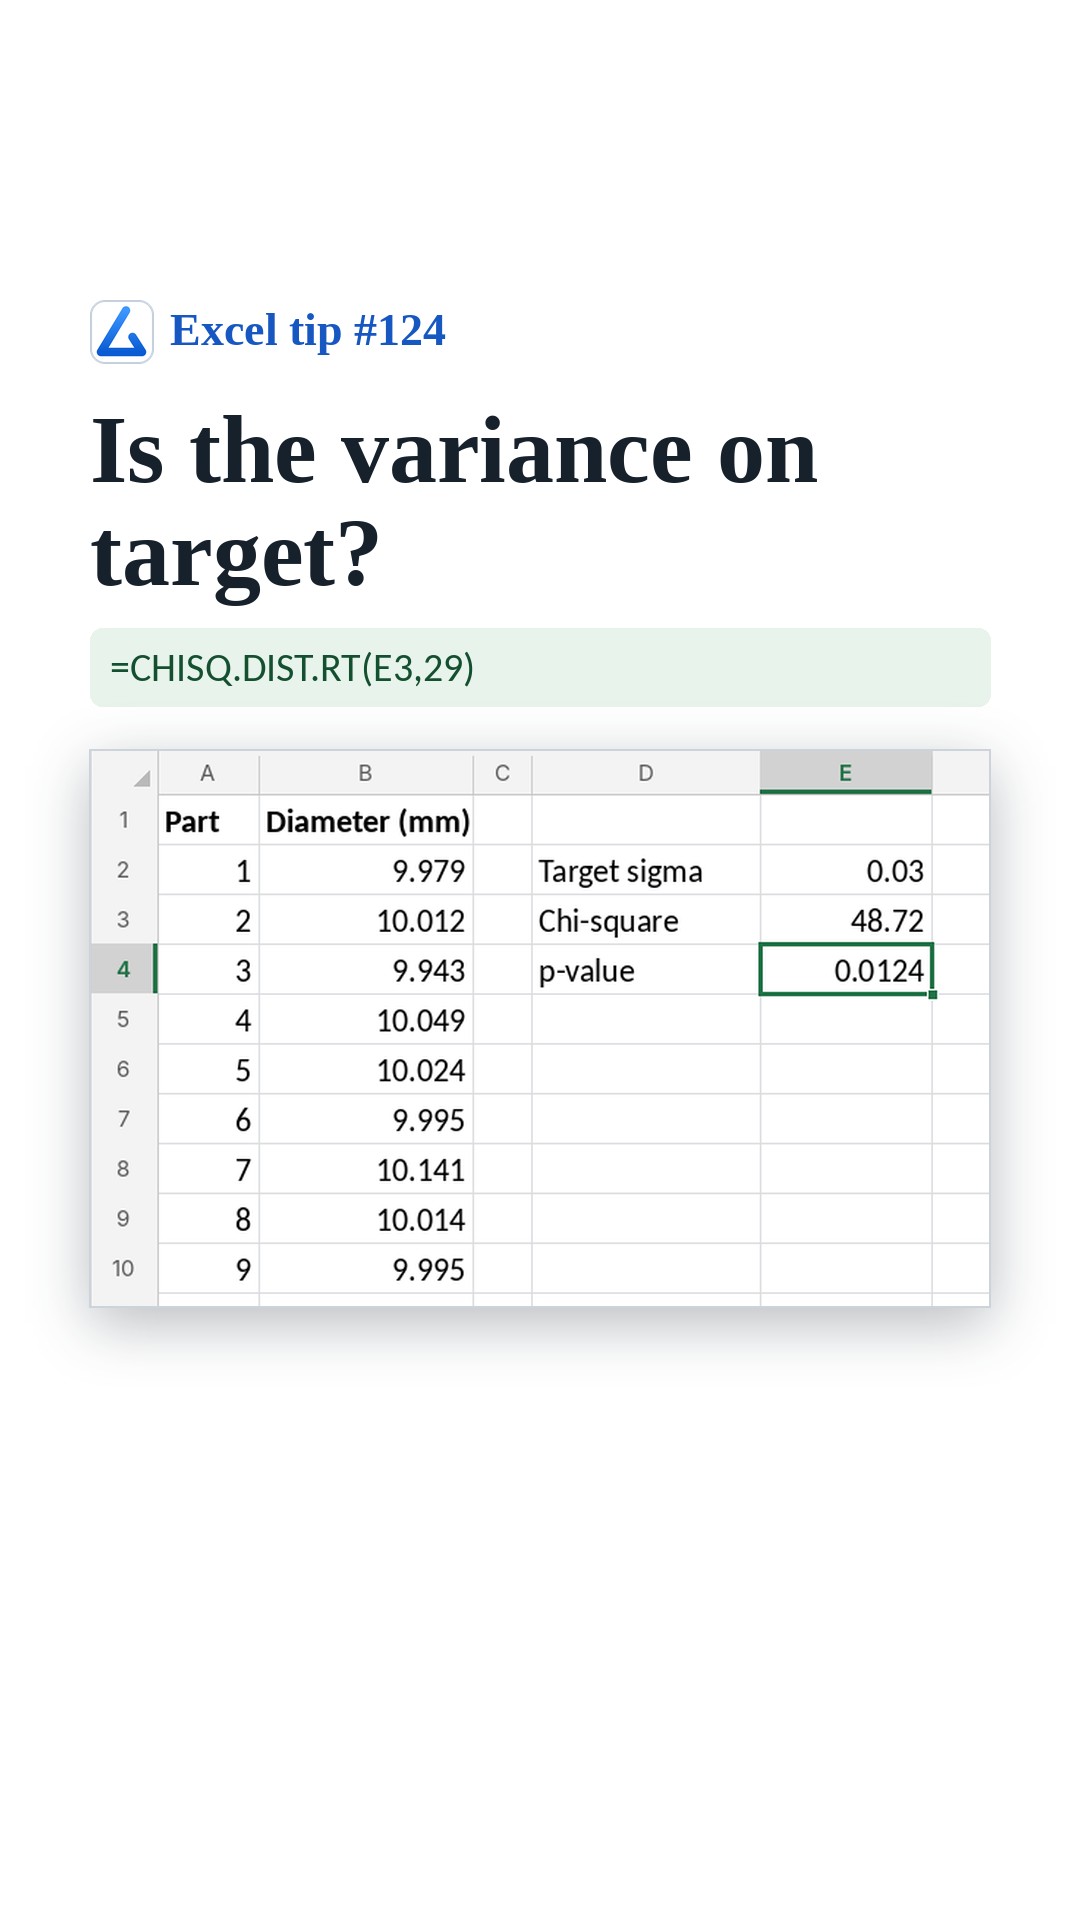 Excel tip #124
Is the variance on
target?
=CHISQ.DIST.RT(E3,29)
A B C D E
1 Part Diameter (mm)
2 1 9.979 Target sigma 0.03
3 2 10.012 Chi-square 48.72
4 3 9.943 p-value 0.0124
5 4 10.049
6 5 10.024
7 6 9.995
8 7 10.141
9 8 10.014
10 9 9.995